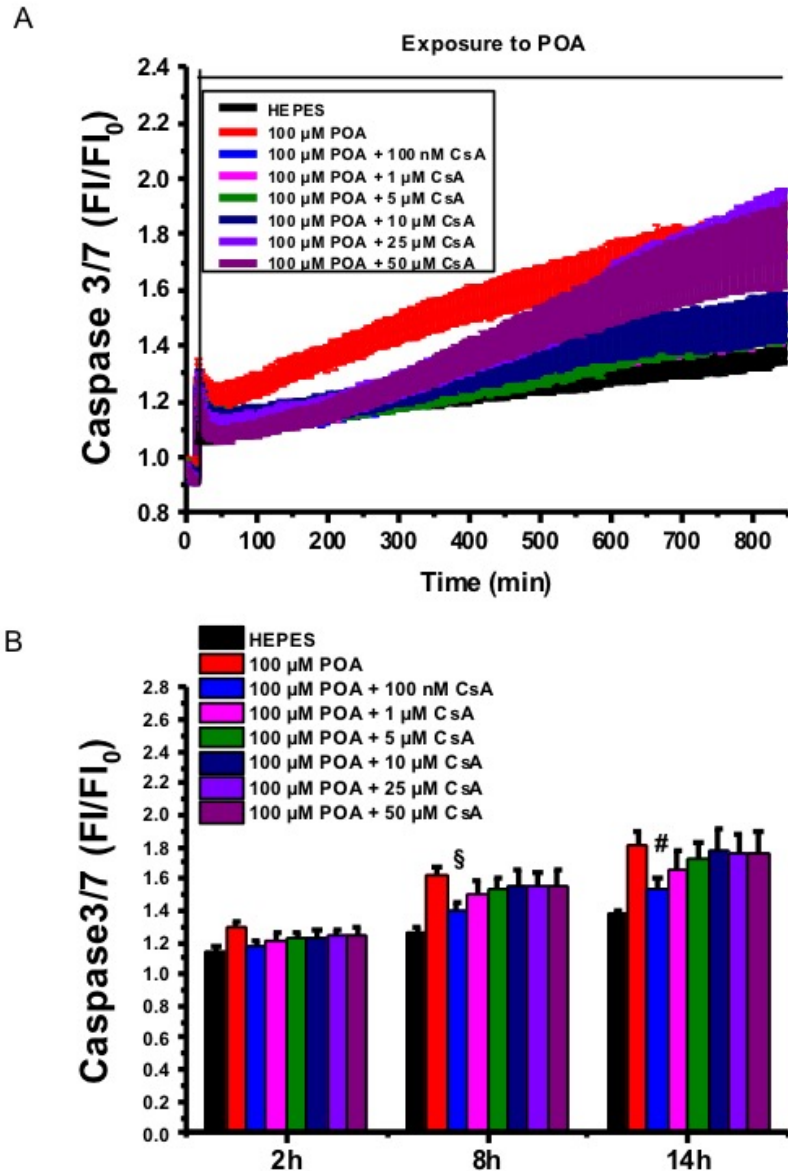 A
Exposure to POA
Caspase 3/7 (FI/FI0)
2.4
2.2
2.0
1.8
1.6
1.4
1.2
1.0
0.8
HEPES
100 µM POA
100 µM POA + 100 nM CsA
100 µM POA + 1 µM CsA
100 µM POA + 5 µM CsA
100 µM POA + 10 µM CsA
100 µM POA + 25 µM CsA
100 µM POA + 50 µM CsA
0 100 200 300 400 500 600 700 800
Time (min)
B
HEPES
100 µM POA
100 µM POA + 100 nM CsA
100 µM POA + 1 µM CsA
100 µM POA + 5 µM CsA
100 µM POA + 10 µM CsA
100 µM POA + 25 µM CsA
100 µM POA + 50 µM CsA
Caspase3/7 (FI/FI0)
2.8
2.6
2.4
2.2
2.0
1.8
1.6
1.4
1.2
1.0
0.8
0.6
0.4
0.2
0.0
§
#
2h 8h 14h